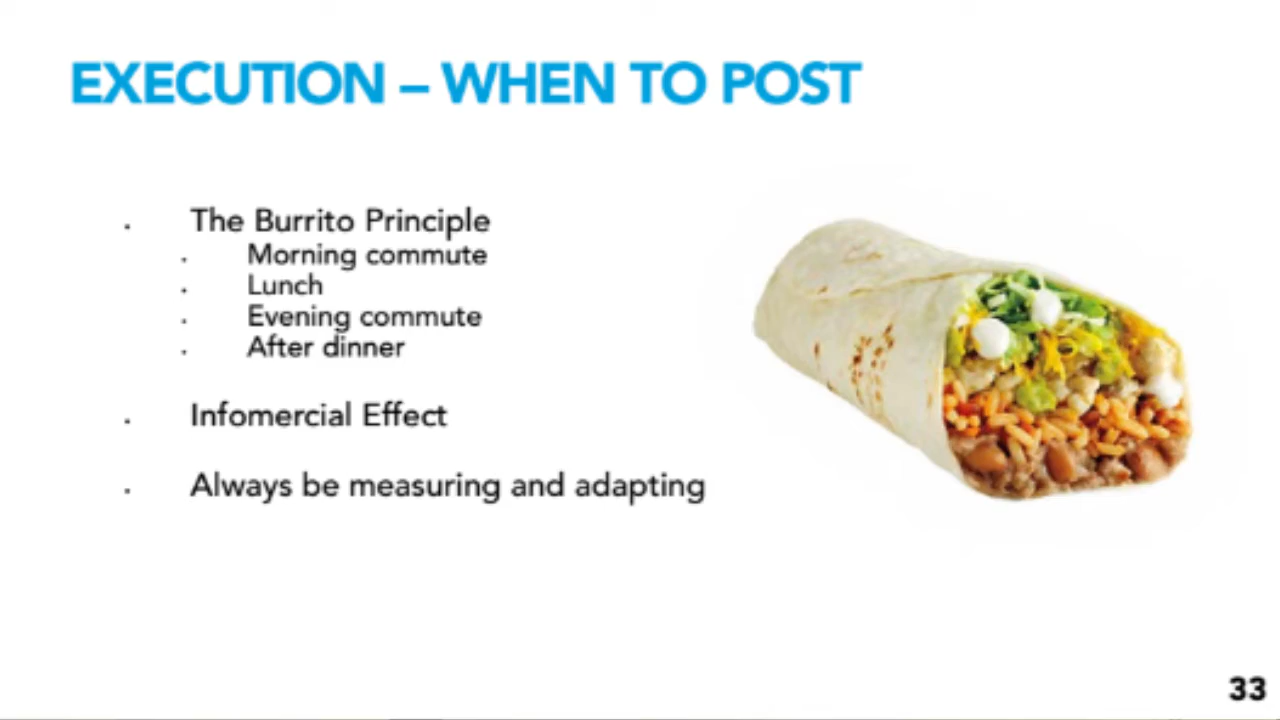 EXECUTION – WHEN TO POST
The Burrito Principle
Morning commute
Lunch
Evening commute
After dinner
Infomercial Effect
Always be measuring and adapting
33